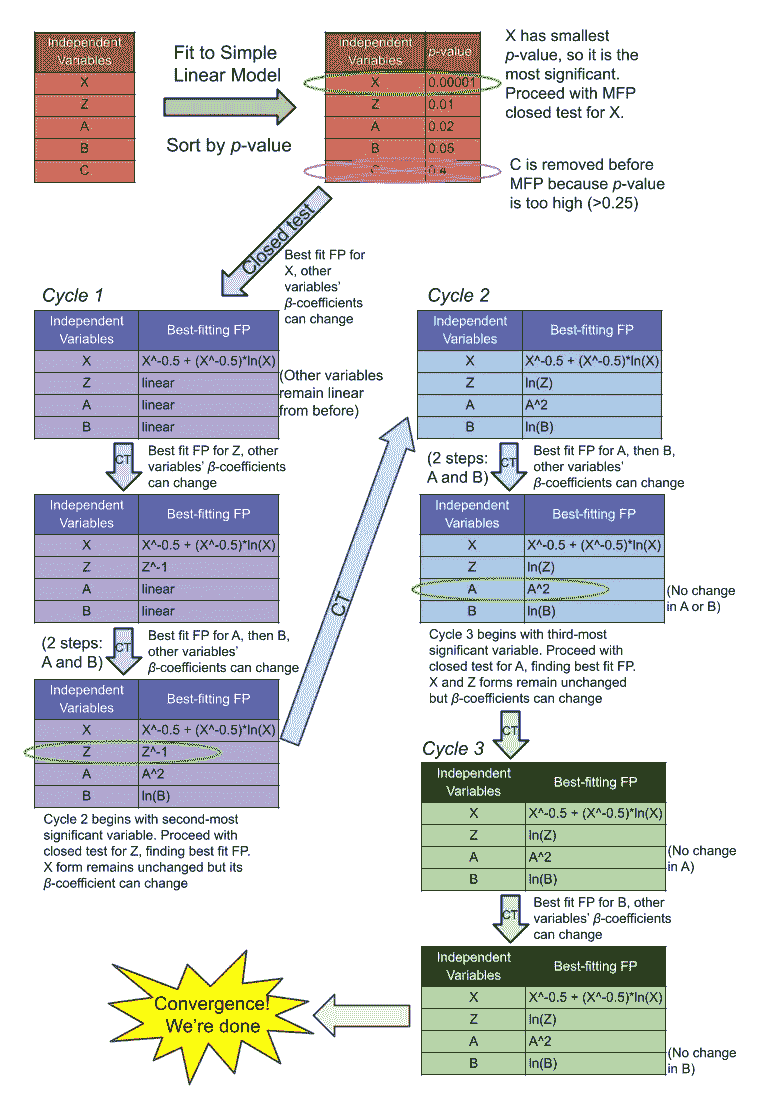 Independent
Variables
X
Z
A
B
C
Fit to Simple
Linear Model
Sort by p-value
Independent
Variables
p-value
X
0.00001
Z
0.01
A
0.02
B
0.06
C
0.4
X has smallest
p-value, so it is the
most significant.
Proceed with MFP
closed test for X.
C is removed before
MFP because p-value
is too high (>0.25)
Closed test
Best fit FP for
X, other
variables'
β-coefficients
can change
Cycle 1
Independent
Variables
Best-fitting FP
X
X^-0.5 + (X^-0.5)*ln(X)
Z
linear
A
linear
B
linear
(Other variables
remain linear
from before)
CT
Best fit FP for Z, other
variables' β-coefficients
can change
Independent
Variables
Best-fitting FP
X
X^-0.5 + (X^-0.5)*ln(X)
Z
Z^-1
A
linear
B
linear
(2 steps:
A and B)
CT
Best fit FP for A, then B,
other variables'
β-coefficients can change
Independent
Variables
Best-fitting FP
X
X^-0.5 + (X^-0.5)*ln(X)
Z
Z^-1
A
A^2
B
ln(B)
Cycle 2 begins with second-most
significant variable. Proceed with
closed test for Z, finding best fit FP.
X form remains unchanged but its
β-coefficient can change
CT
Cycle 2
Independent
Variables
Best-fitting FP
X
X^-0.5 + (X^-0.5)*ln(X)
Z
ln(Z)
A
A^2
B
ln(B)
(2 steps:
A and B)
CT
Best fit FP for A, then B,
other variables'
β-coefficients can change
Independent
Variables
Best-fitting FP
X
X^-0.5 + (X^-0.5)*ln(X)
Z
ln(Z)
A
A^2
B
ln(B)
(No change
in A or B)
Cycle 3 begins with third-most
significant variable. Proceed with
closed test for A, finding best fit FP.
X and Z forms remain unchanged
but β-coefficients can change
CT
Cycle 3
Independent
Variables
Best-fitting FP
X
X^-0.5 + (X^-0.5)*ln(X)
Z
ln(Z)
A
A^2
B
ln(B)
(No change
in A)
CT
Best fit FP for B, other
variables' β-coefficients
can change
Independent
Variables
Best-fitting FP
X
X^-0.5 + (X^-0.5)*ln(X)
Z
ln(Z)
A
A^2
B
ln(B)
(No change
in B)
Convergence!
We're done